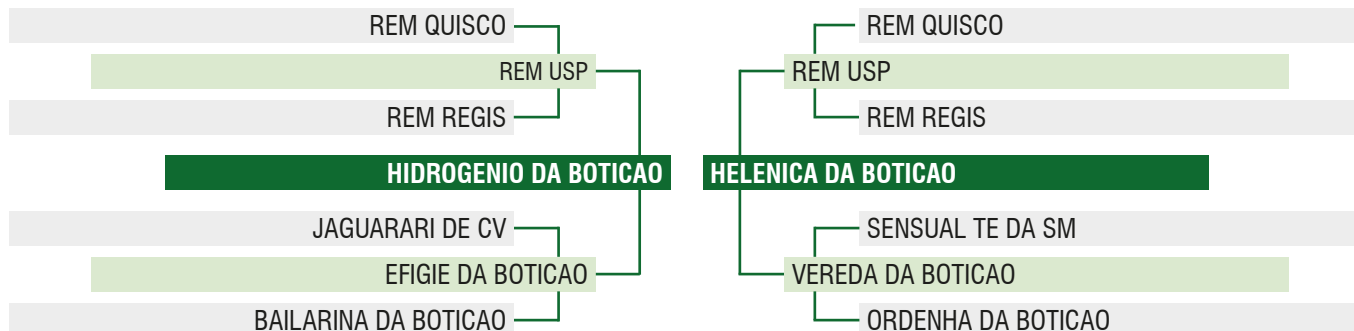 REM QUISCO
REM USP
REM REGIS
HIDROGENIO DA BOTICAO
JAGUARARI DE CV
EFIGIE DA BOTICAO
BAILARINA DA BOTICAO
REM QUISCO
REM USP
REM REGIS
HELENICA DA BOTICAO
SENSUAL TE DA SM
VEREDA DA BOTICAO
ORDENHA DA BOTICAO